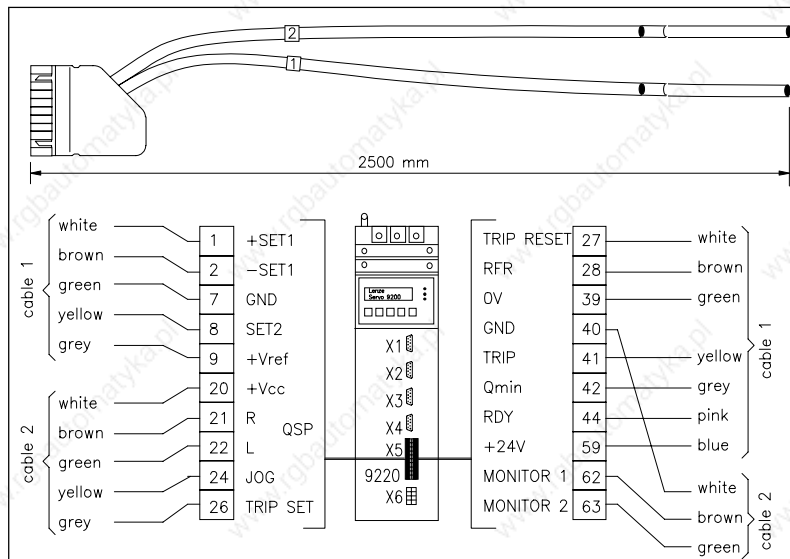 2
1
2500 mm
cable 1
white
brown
green
yellow
grey
cable 2
white
brown
green
yellow
grey
1 +SET1
2 -SET1
7 GND
8 SET2
9 +Vref
20 +Vcc
21 R
QSP
22 L
24 JOG
26 TRIP SET
Lenze
Servo 9200
X1
X2
X3
X4
X5
9220
X6
TRIP RESET 27 white
RFR 28 brown
0V 39 green
GND 40
TRIP 41 yellow
Qmin 42 grey
RDY 44 pink
+24V 59 blue
MONITOR 1 62
MONITOR 2 63
cable 1
white
brown
green
cable 2
www.rgbautomatyka.pl